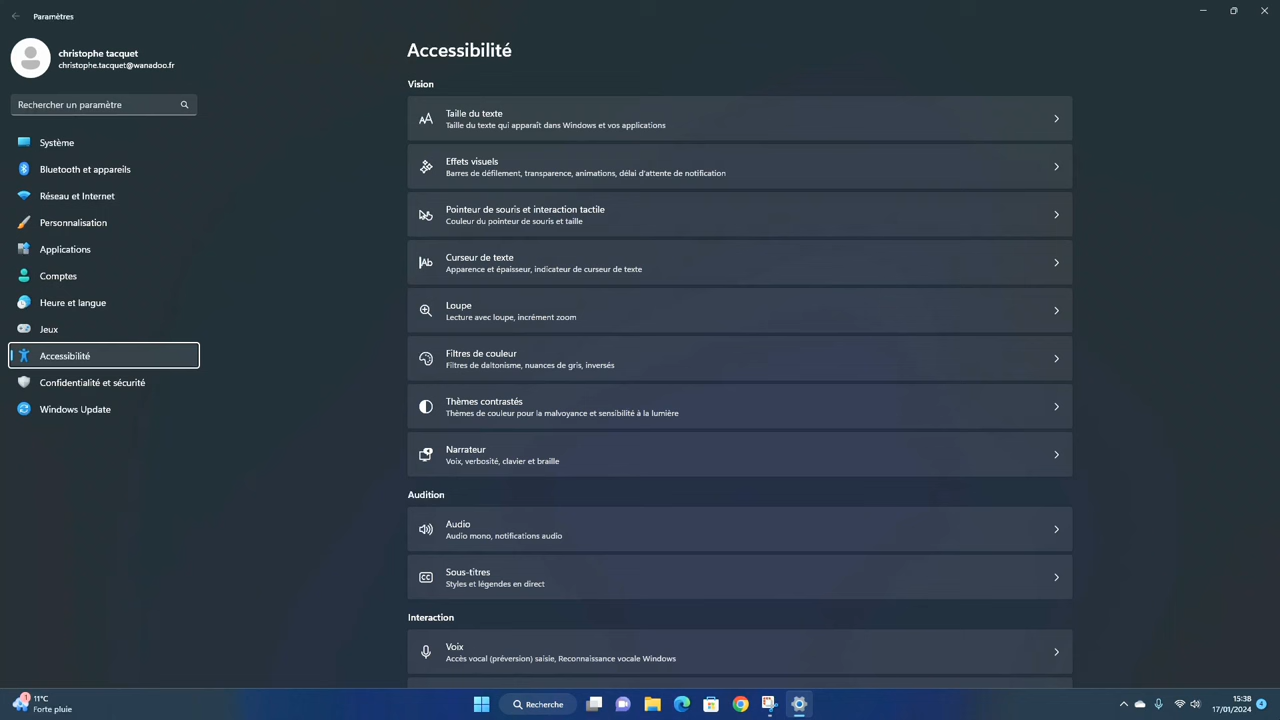 Paramètres
christophe tacquet
christophe.tacquet@wanadoo.fr
Rechercher un paramètre
Système
Bluetooth et appareils
Réseau et Internet
Personnalisation
Applications
Comptes
Heure et langue
Jeux
Accessibilité
Confidentialité et sécurité
Windows Update
Accessibilité
Vision
Taille du texte
Taille du texte qui apparaît dans Windows et vos applications
Effets visuels
Barres de défilement, transparence, animations, délai d'attente de notification
Pointeur de souris et interaction tactile
Couleur du pointeur de souris et taille
Curseur de texte
Apparence et épaisseur, indicateur de curseur de texte
Loupe
Lecture avec loupe, incrément zoom
Filtres de couleur
Filtres de daltonisme, nuances de gris, inversés
Thèmes contrastés
Thèmes de couleur pour la malvoyance et sensibilité à la lumière
Narrateur
Voix, verbosité, clavier et braille
Audition
Audio
Audio mono, notifications audio
CC
Sous-titres
Styles et légendes en direct
Interaction
Voix
Accès vocal (préversion) saisie, Reconnaissance vocale Windows
1
11°C
Forte pluie
Recherche
15:38
17/01/2024
4